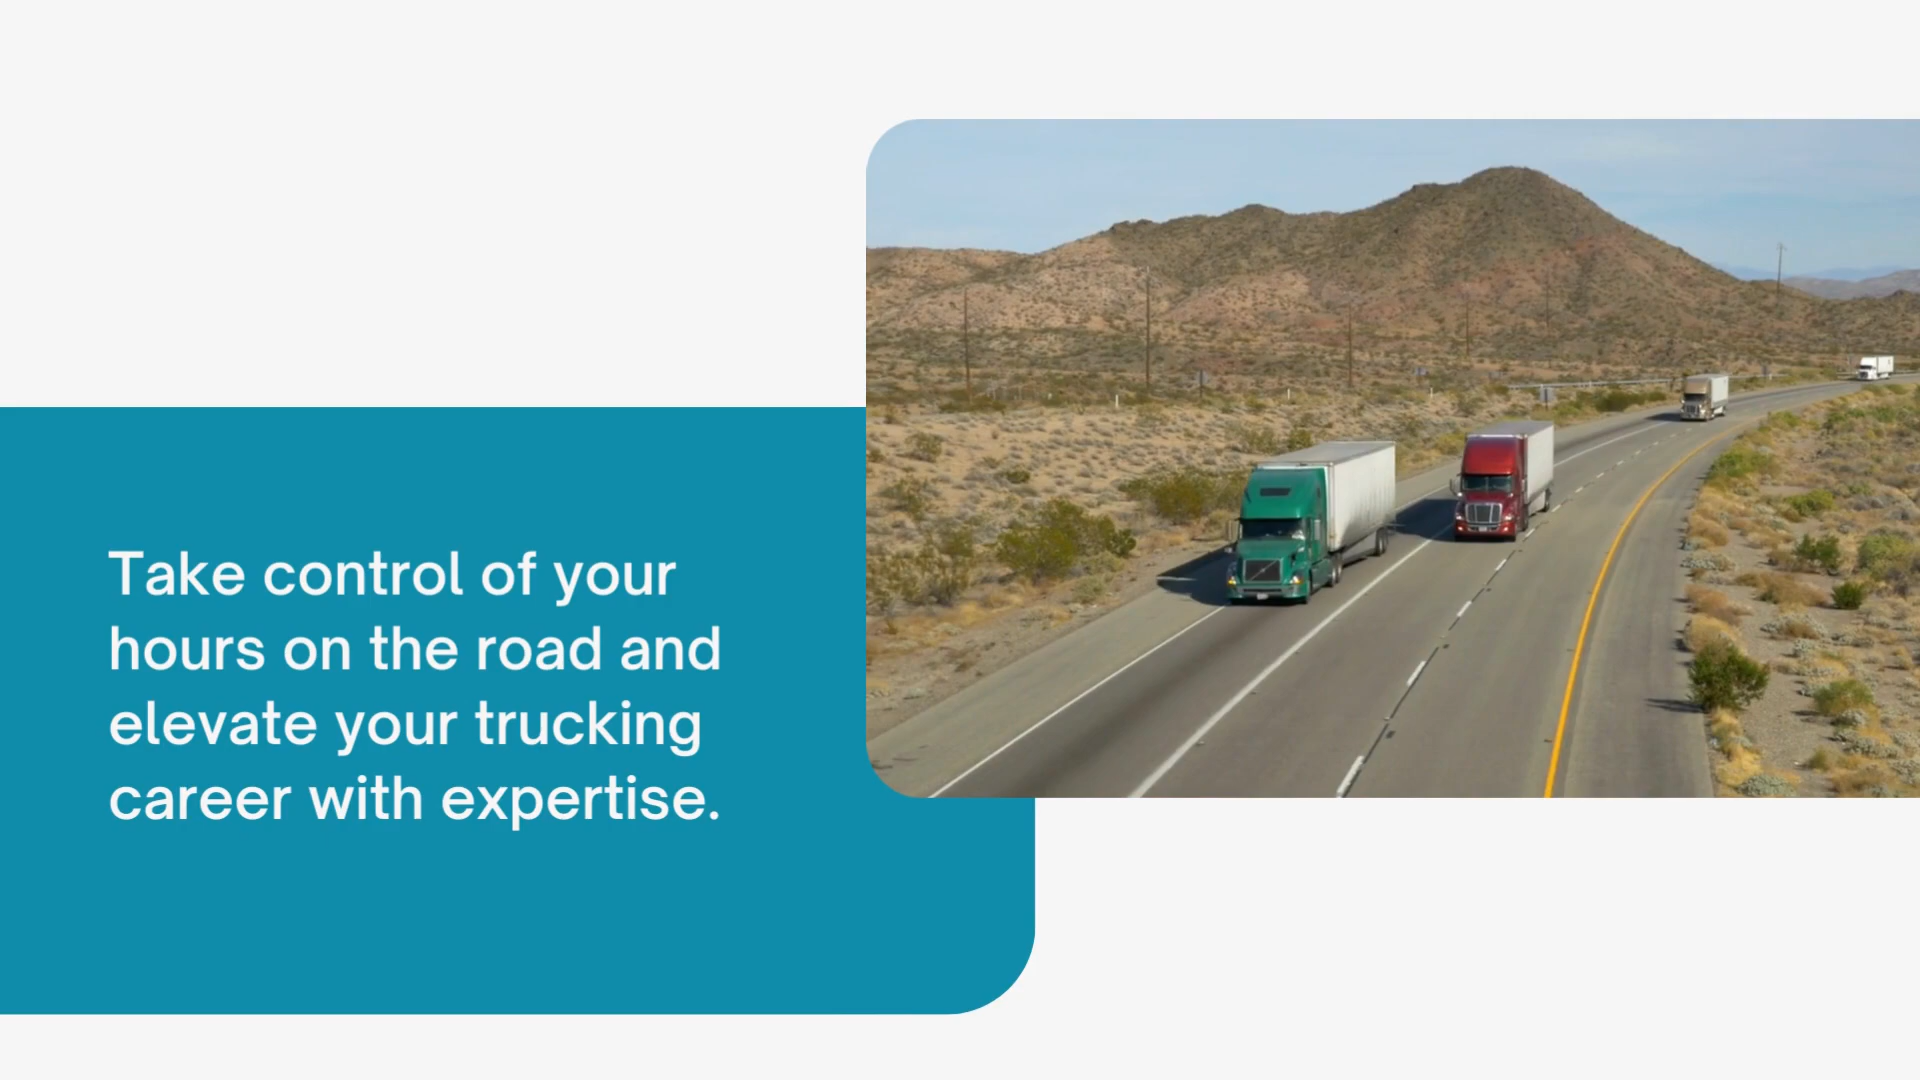 Take control of your
hours on the road and
elevate your trucking
career with expertise.